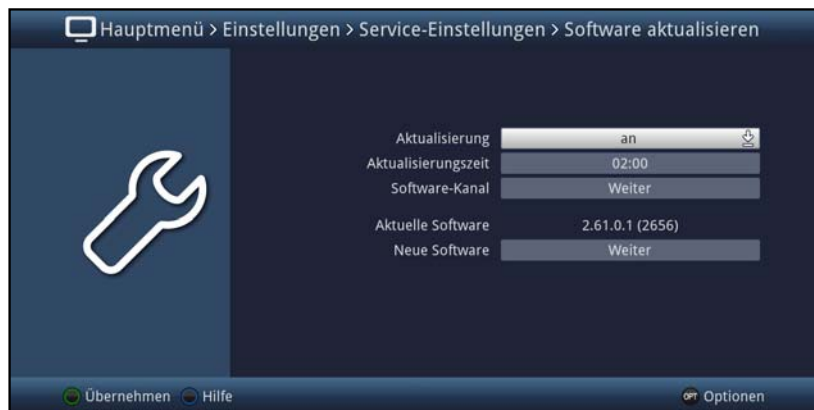 Hauptmenü > Einstellungen > Service-Einstellungen > Software aktualisieren
Aktualisierung an
Aktualisierungszeit 02:00
Software-Kanal Weiter
Aktuelle Software 2.61.0.1 (2656)
Neue Software Weiter
Übernehmen Hilfe OPT Optionen